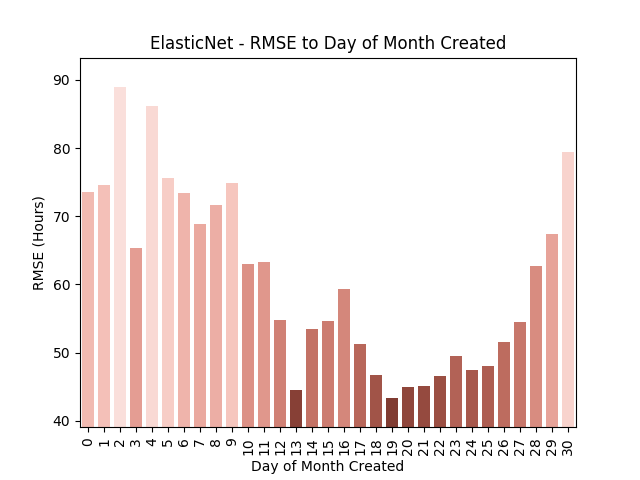 ElasticNet - RMSE to Day of Month Created
90
80
70
60
50
40
RMSE (Hours)
0 1 2 3 4 5 6 7 8 9 10 11 12 13 14 15 16 17 18 19 20 21 22 23 24 25 26 27 28 29 30
Day of Month Created